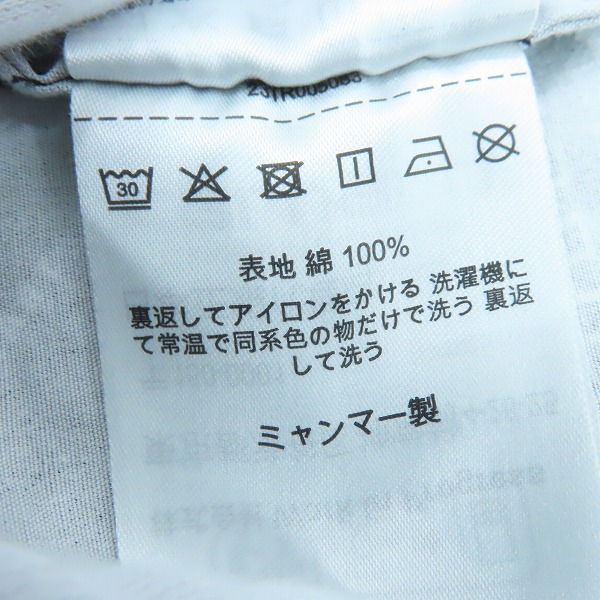 30
表地 綿 100%
裏返してアイロンをかける 洗濯機に
て常温で同系色の物だけで洗う 裏返
して洗う
ミャンマー製